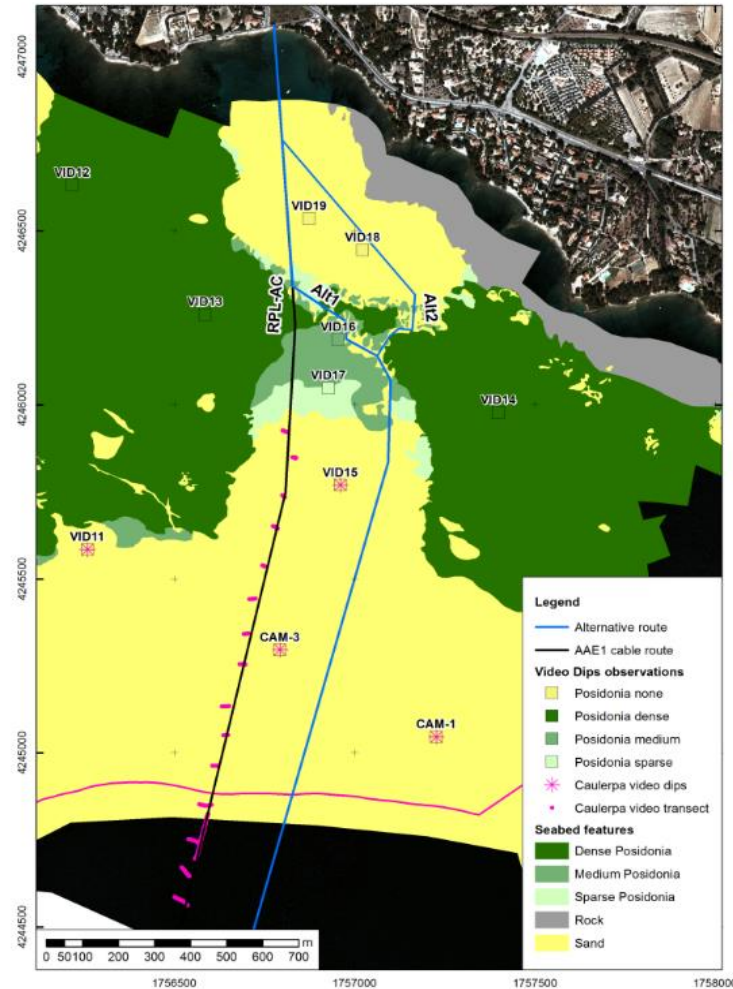 4247000
4246500
4246000
4245500
4245000
4244500
VID12
VID19
VID18
VID13
RPL-AC
Alt1
Alt2
VID16
VID17
VID14
VID15
VID11
CAM-3
CAM-1
Legend
Alternative route
AAE1 cable route
Video Dips observations
Posidonia none
Posidonia dense
Posidonia medium
Posidonia sparse
Caulerpa video dips
Caulerpa video transect
Seabed features
Dense Posidonia
Medium Posidonia
Sparse Posidonia
Rock
Sand
0 50100 200 300 400 500 600 700 m
1756500 1757000 1757500 1758000